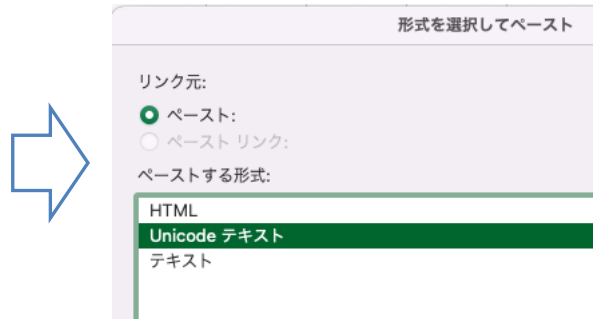 形式を選択してペースト
リンク元:
ペースト:
ペースト リンク:
ペーストする形式:
HTML
Unicode テキスト
テキスト